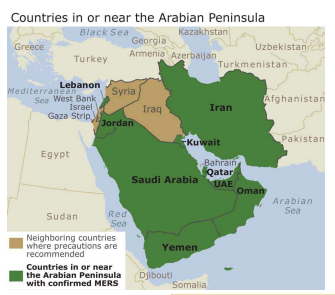 Countries in or near the Arabian Peninsula
Black Sea
Kazakhstan
Georgia
Greece
Armenia
Azerbaijan
Uzbekistan
Turkey
Turkmenistan
Lebanon
Mediterranean
Sea
Syria
West Bank
Israel
Gaza Strip
Iraq
Iran
Afghanistan
Jordan
Kuwait
Pakistan
Egypt
Bahrain
Qatar
Saudi Arabia
UAE
Oman
Arabian
Sea
Sudan
Red
Sea
Yemen
Neighboring countries
where precautions are
recommended
Countries in or near
the Arabian Peninsula
with confirmed MERS
Djibouti
Somalia